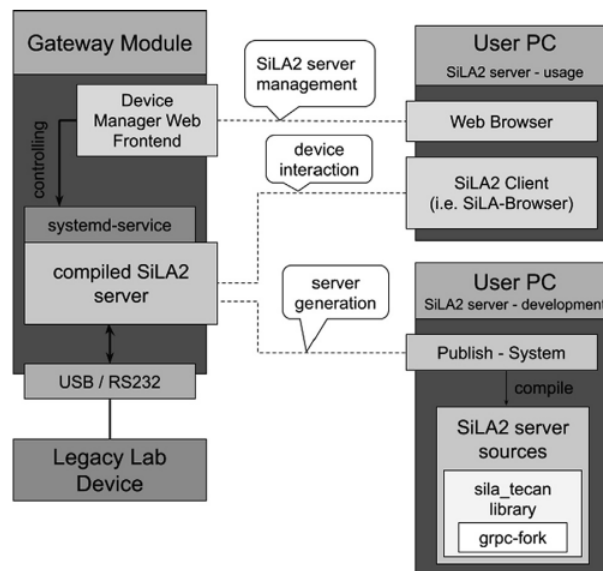 Gateway Module
Device
Manager Web
Frontend
controlling
systemd-service
compiled SiLA2
server
USB / RS232
Legacy Lab
Device
SiLA2 server
management
device
interaction
server
generation
User PC
SiLA2 server - usage
Web Browser
SiLA2 Client
(i.e. SiLA-Browser)
User PC
SiLA2 server - development
Publish - System
compile
SiLA2 server
sources
sila_tecan
library
grpc-fork